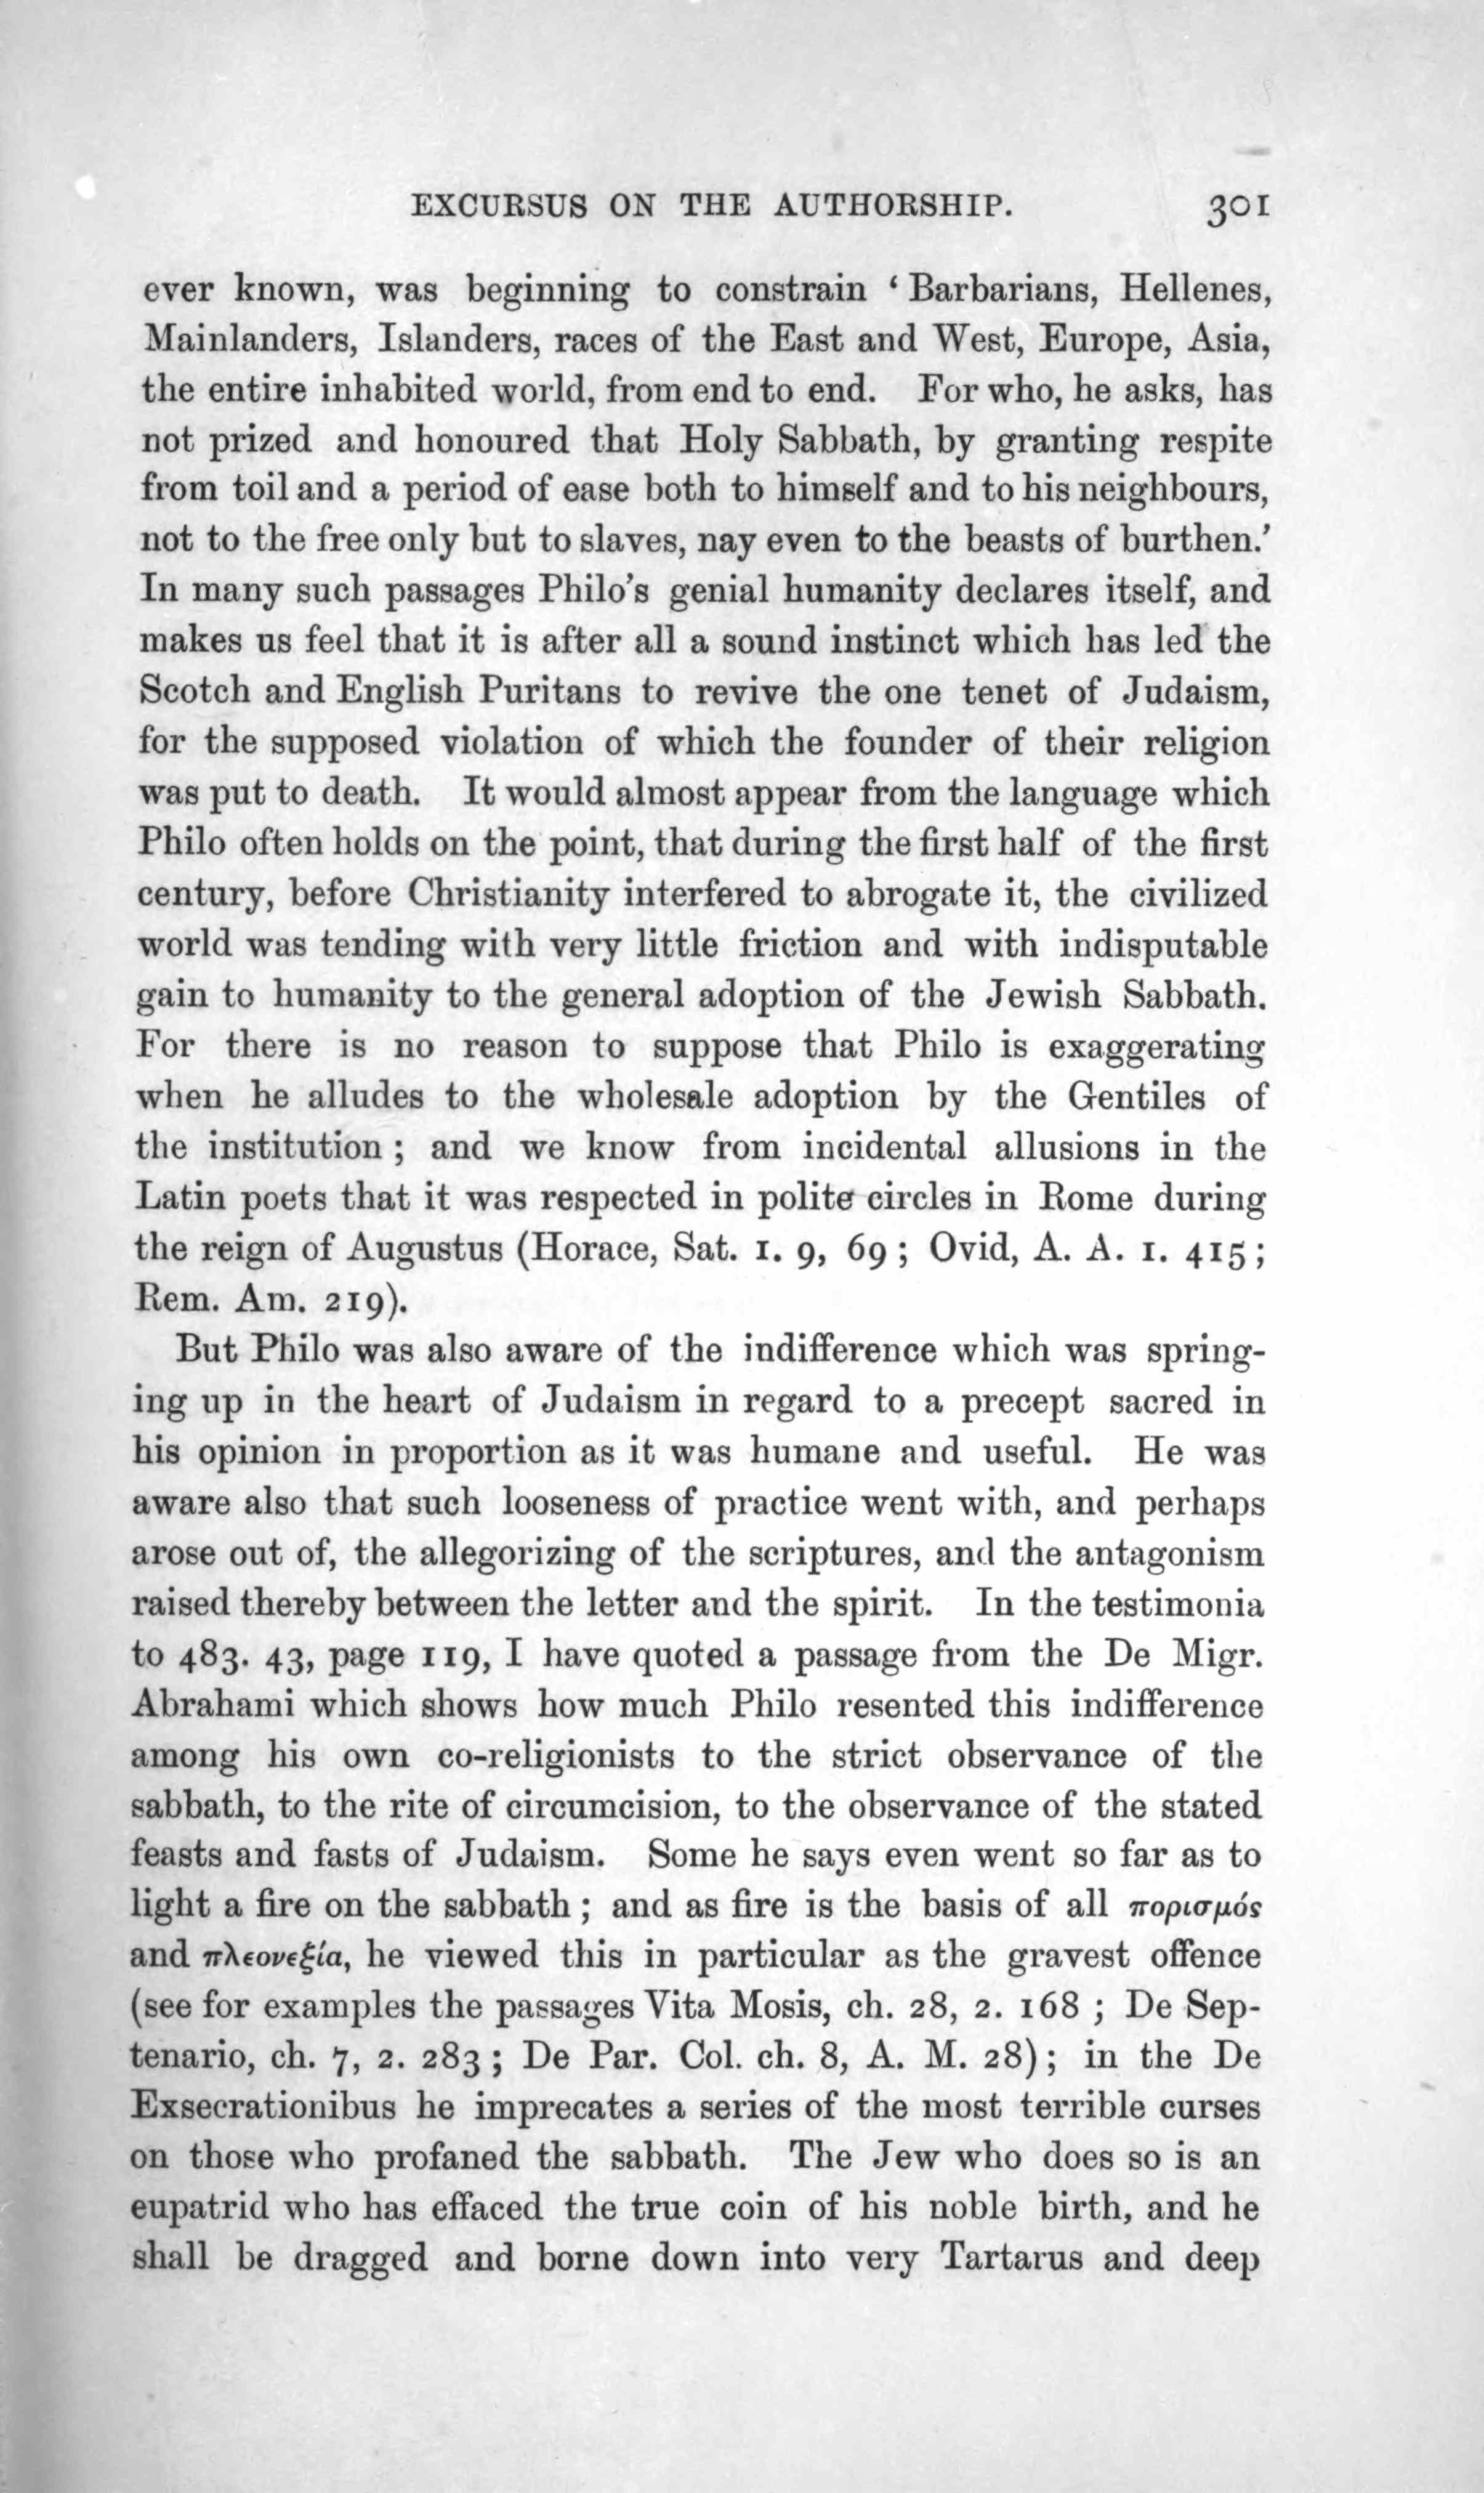 EXCURSUS ON THE AUTHORSHIP. 301
ever known, was beginning to constrain ‘Barbarians, Hellenes,
Mainlanders, Islanders, races of the East and West, Europe, Asia,
the entire inhabited world, from end to end. For who, he asks, has
not prized and honoured that Holy Sabbath, by granting respite
from toil and a period of ease both to himself and to his neighbours,
not to the free only but to slaves, nay even to the beasts of burthen.’
In many such passages Philo’s genial humanity declares itself, and
makes us feel that it is after all a sound instinct which has led the
Scotch and English Puritans to revive the one tenet of Judaism,
for the supposed violation of which the founder of their religion
was put to death. It would almost appear from the language which
Philo often holds on the point, that during the first half of the first
century, before Christianity interfered to abrogate it, the civilized
world was tending with very little friction and with indisputable
gain to humanity to the general adoption of the Jewish Sabbath.
For there is no reason to suppose that Philo is exaggerating
when he alludes to the wholesale adoption by the Gentiles of
the institution; and we know from incidental allusions in the
Latin poets that it was respected in polite circles in Rome during
the reign of Augustus (Horace, Sat. 1. 9, 69; Ovid, A. A. 1. 415;
Rem. Am. 219).
But Philo was also aware of the indifference which was spring-
ing up in the heart of Judaism in regard to a precept sacred in
his opinion in proportion as it was humane and useful. He was
aware also that such looseness of practice went with, and perhaps
arose out of, the allegorizing of the scriptures, and the antagonism
raised thereby between the letter and the spirit. In the testimonia
to 483. 43, page 119, I have quoted a passage from the De Migr.
Abrahami which shows how much Philo resented this indifference
among his own co-religionists to the strict observance of the
sabbath, to the rite of circumcision, to the observance of the stated
feasts and fasts of Judaism. Some he says even went so far as to
light a fire on the sabbath; and as fire is the basis of all πορισμός
and πλεονεξία, he viewed this in particular as the gravest offence
(see for examples the passages Vita Mosis, ch. 28, 2. 168; De Sep-
tenario, ch. 7, 2. 283; De Par. Col. ch. 8, A. M. 28); in the De
Exsecrationibus he imprecates a series of the most terrible curses
on those who profaned the sabbath. The Jew who does so is an
eupatrid who has effaced the true coin of his noble birth, and he
shall be dragged and borne down into very Tartarus and deep